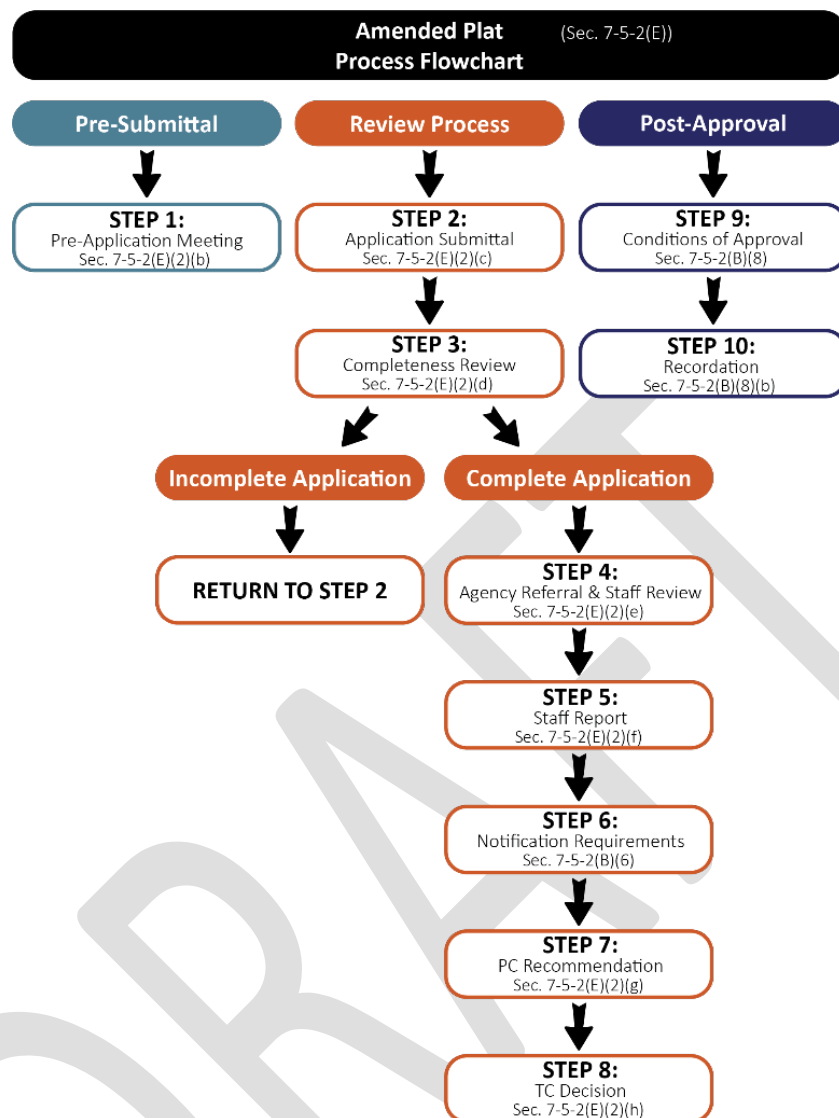 Amended Plat (Sec. 7-5-2(E))
Process Flowchart
Pre-Submittal
Review Process
Post-Approval
STEP 1:
Pre-Application Meeting
Sec. 7-5-2(E)(2)(b)
STEP 2:
Application Submittal
Sec. 7-5-2(E)(2)(c)
STEP 9:
Conditions of Approval
Sec. 7-5-2(B)(8)
STEP 3:
Completeness Review
Sec. 7-5-2(E)(2)(d)
STEP 10:
Recordation
Sec. 7-5-2(B)(8)(b)
Incomplete Application
Complete Application
RETURN TO STEP 2
STEP 4:
Agency Referral & Staff Review
Sec. 7-5-2(E)(2)(e)
STEP 5:
Staff Report
Sec. 7-5-2(E)(2)(f)
STEP 6:
Notification Requirements
Sec. 7-5-2(B)(6)
STEP 7:
PC Recommendation
Sec. 7-5-2(E)(2)(g)
STEP 8:
TC Decision
Sec. 7-5-2(E)(2)(h)
DRAFT